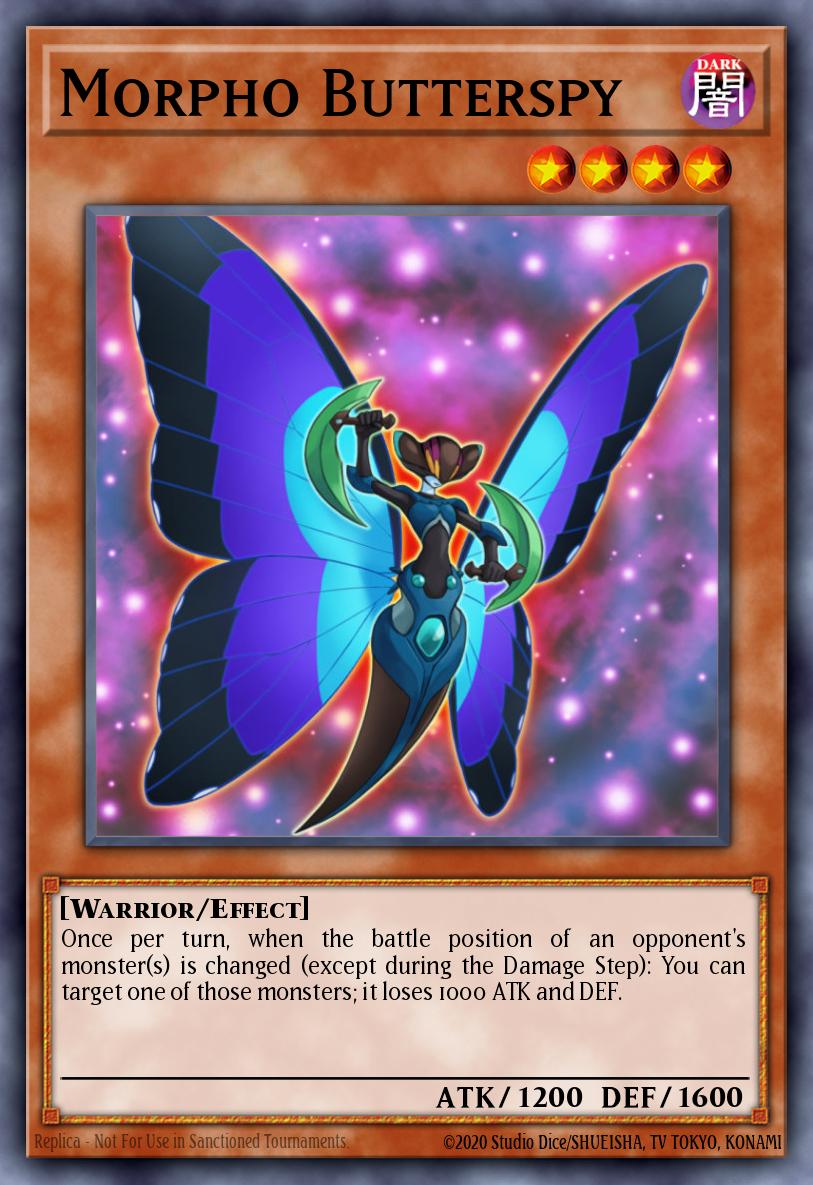 Morpho Butterspy
DARK
闇
[Warrior/Effect]
Once per turn, when the battle position of an opponent's
monster(s) is changed (except during the Damage Step): You can
target one of those monsters; it loses 1000 ATK and DEF.
ATK/1200 DEF/1600
Replica - Not For Use in Sanctioned Tournaments.
©2020 Studio Dice/SHUEISHA, TV TOKYO, KONAMI